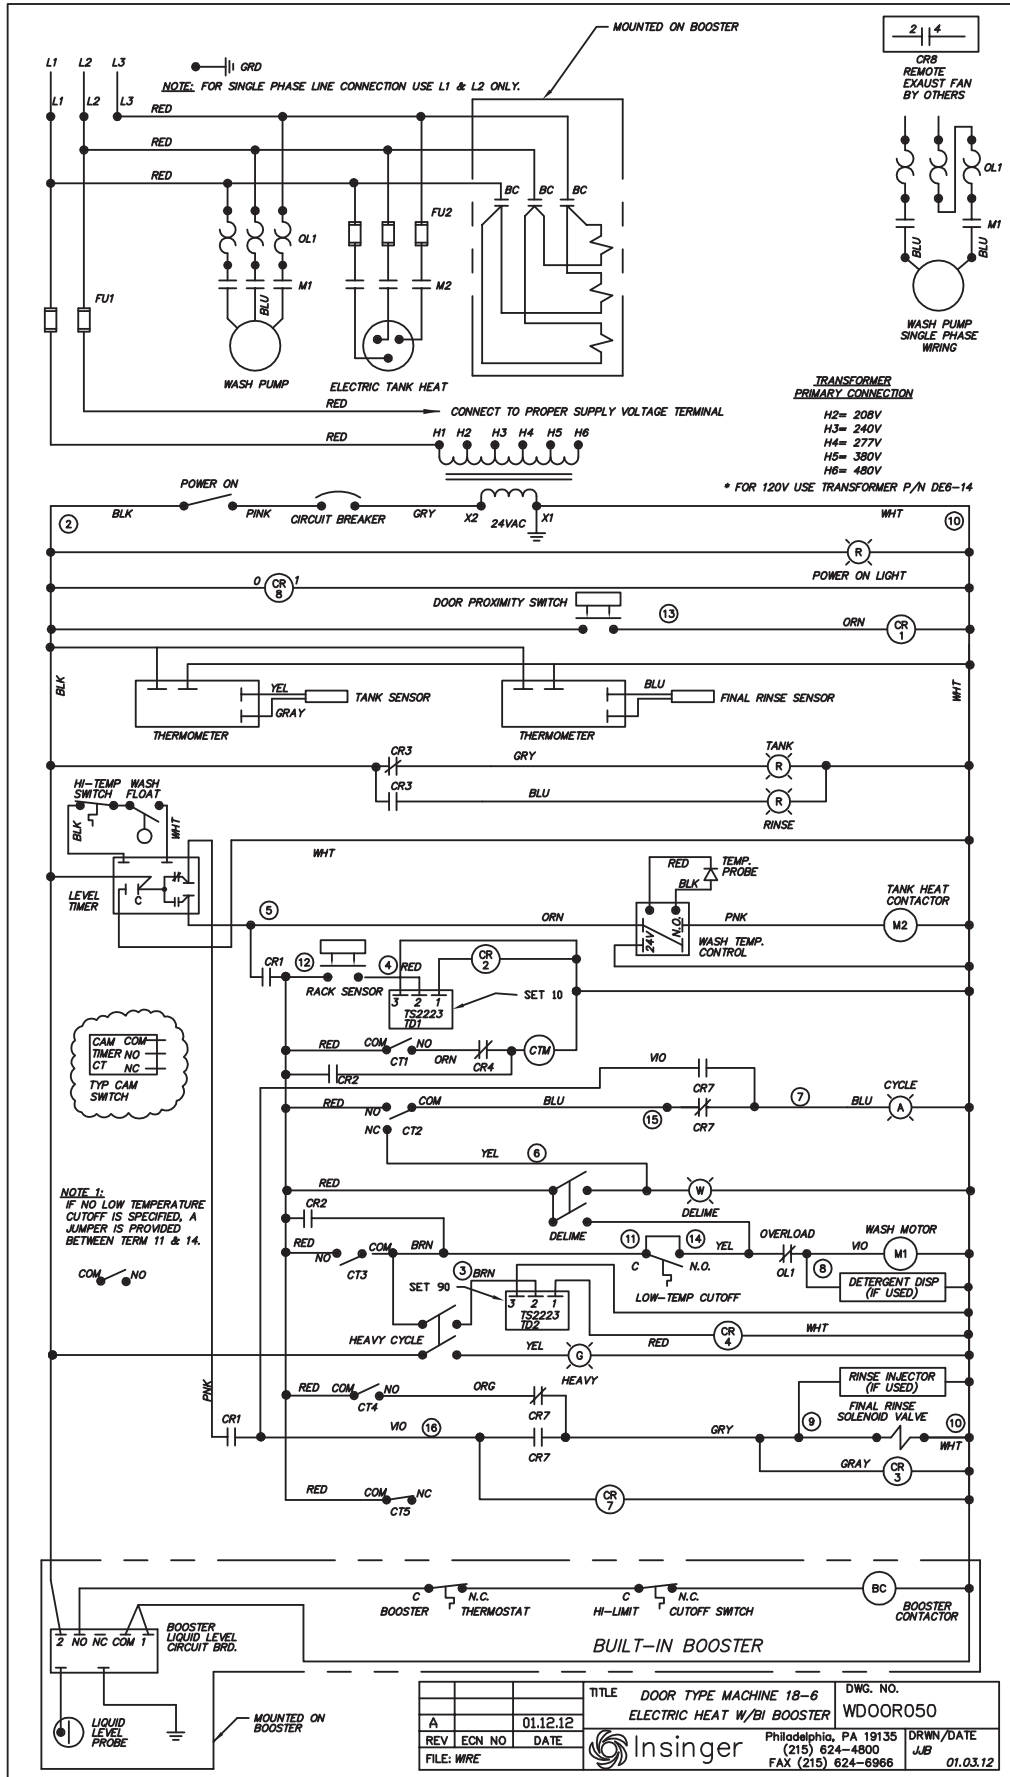 MOUNTED ON BOOSTER
2 4
CR8
REMOTE
EXAUST FAN
BY OTHERS
L1 L2 L3
GRD
NOTE: FOR SINGLE PHASE LINE CONNECTION USE L1 & L2 ONLY.
L1 L2 L3
RED
RED
RED
BC BC BC
FU2
OL1
OL1
M1
BLU
M2
M1
BLU BLU
FU1
WASH PUMP
ELECTRIC TANK HEAT
WASH PUMP
SINGLE PHASE
WIRING
RED
CONNECT TO PROPER SUPPLY VOLTAGE TERMINAL
RED
H1 H2 H3 H4 H5 H6
TRANSFORMER
PRIMARY CONNECTION
H2= 208V
H3= 240V
H4= 277V
H5= 380V
H6= 480V
* FOR 120V USE TRANSFORMER P/N DE6-14
POWER ON
2 BLK PINK CIRCUIT BREAKER GRY X2 24VAC X1 WHT 10
R
POWER ON LIGHT
0 CR 8 1
DOOR PROXIMITY SWITCH
13
ORN CR 1
BLK
WHT
YEL
TANK SENSOR
GRAY
THERMOMETER
BLU
FINAL RINSE SENSOR
THERMOMETER
CR3 GRY TANK
R
CR3 BLU
R
RINSE
HI-TEMP WASH
SWITCH FLOAT
BLK WHT
WHT
LEVEL
TIMER
C
RED TEMP.
PROBE
BLK
TANK HEAT
CONTACTOR
5 ORN 24V N.O. PNK M2
WASH TEMP.
CONTROL
CR1 12 4 RED CR 2
RACK SENSOR
3 2 1
TS2223
TD1
SET 10
CAM COM
TIMER NO
CT NC
TYP CAM
SWITCH
RED COM NO
CT1 ORN CR4 CTM
CR2
VIO
CR7
RED NO COM BLU 15 CR7 7 BLU CYCLE
A
NC CT2
YEL 6
NOTE 1:
IF NO LOW TEMPERATURE
CUTOFF IS SPECIFIED, A
JUMPER IS PROVIDED
BETWEEN TERM 11 & 14.
COM NO
RED
W
DELIME
CR2
DELIME
RED NO COM BRN
CT3
11 14 YEL OVERLOAD
C N.O.
LOW-TEMP CUTOFF
OL1 8 VIO WASH MOTOR
M1
DETERGENT DISP
(IF USED)
3 BRN
SET 90
3 2 1
TS2223
TD2
HEAVY CYCLE
RED CR 4 WHT
YEL G
HEAVY
PNK
RED COM NO ORG
CT4
CR7
RINSE INJECTOR
(IF USED)
FINAL RINSE
SOLENOID VALVE
CR1 VIO 16 CR7 GRY 9 10
WHT
GRAY CR 3
RED COM NC
CT5
CR 7
C N.C.
BOOSTER THERMOSTAT
C N.C.
HI-LIMIT CUTOFF SWITCH
BC
BOOSTER
CONTACTOR
2 NO NC COM 1
BOOSTER
LIQUID LEVEL
CIRCUIT BRD.
BUILT-IN BOOSTER
LIQUID
LEVEL
PROBE
MOUNTED ON
BOOSTER
TITLE DOOR TYPE MACHINE 18-6
ELECTRIC HEAT W/BI BOOSTER
DWG. NO.
WDOOR050
A 01.12.12
REV ECN NO DATE
FILE: WIRE
Insinger
Philadelphia, PA 19135
(215) 624-4800
FAX (215) 624-6966
DRWN/DATE
JJB
01.03.12